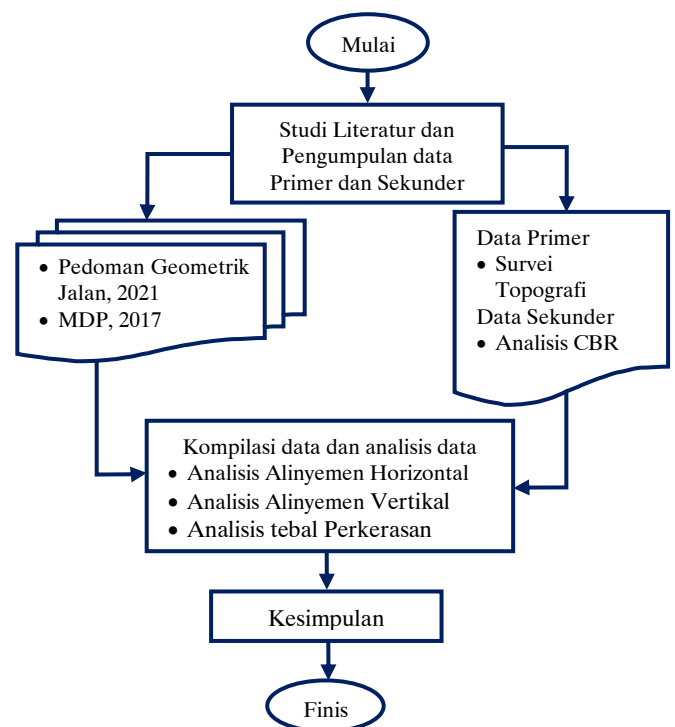 Mulai
Studi Literatur dan
Pengumpulan data
Primer dan Sekunder
• Pedoman Geometrik
Jalan, 2021
• MDP, 2017
Data Primer
• Survei
Topografi
Data Sekunder
• Analisis CBR
Kompilasi data dan analisis data
• Analisis Alinyemen Horizontal
• Analisis Alinyemen Vertikal
• Analisis tebal Perkerasan
Kesimpulan
Finis